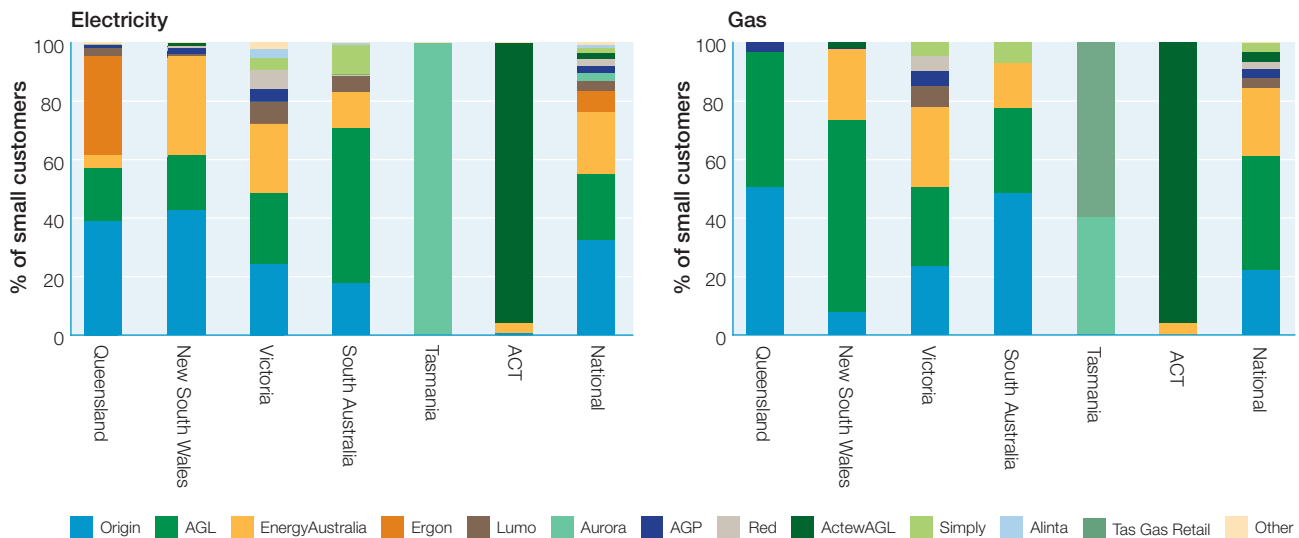 Electricity
% of small customers
100
80
60
40
20
0
Queensland
New South Wales
Victoria
South Australia
Tasmania
ACT
National
Gas
% of small customers
100
80
60
40
20
0
Queensland
New South Wales
Victoria
South Australia
Tasmania
ACT
National
Origin AGL EnergyAustralia Ergon Lumo Aurora AGP Red ActewAGL Simply Alinta Tas Gas Retail Other